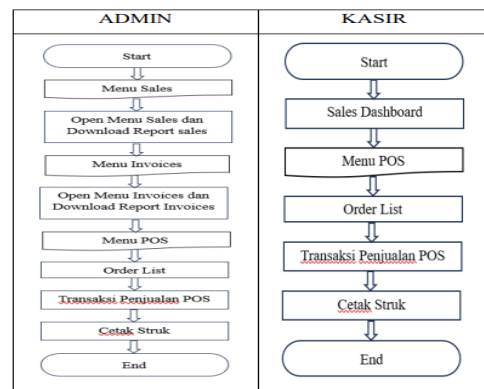 ADMIN
Start
Menu Sales
Open Menu Sales dan
Download Report sales
Menu Invoices
Open Menu Invoices dan
Download Report Invoices
Menu POS
Order List
Transaksi Penjualan POS
Cetak Struk
End
KASIR
Start
Sales Dashboard
Menu POS
Order List
Transaksi Penjualan POS
Cetak Struk
End